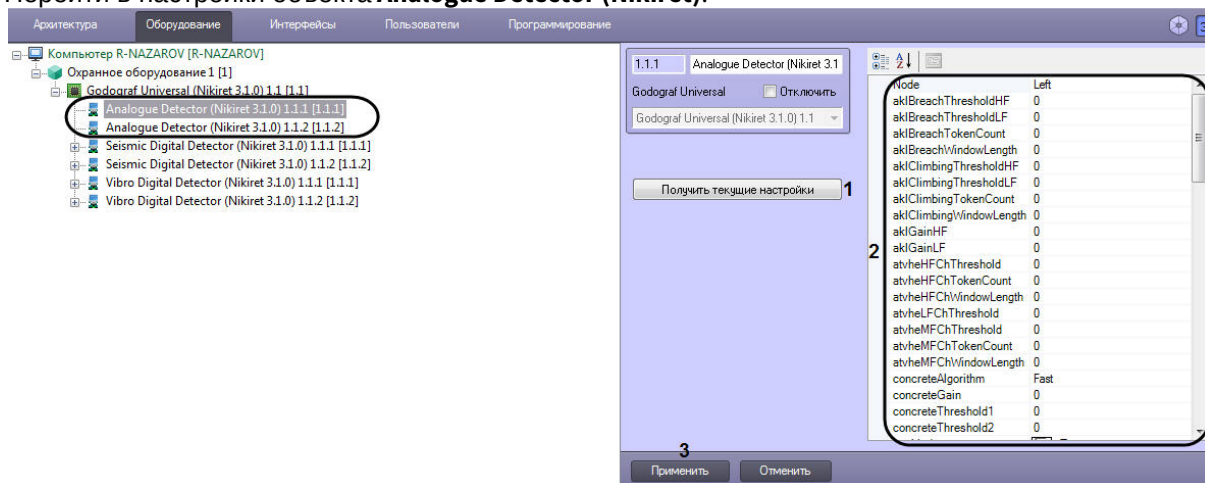 Перейти в настройки объекта Analogue Detector (Nikiret).
Архитектура Оборудование Интерфейсы Пользователи Программирование
Компьютер R-NAZAROV [R-NAZAROV]
Охранное оборудование 1 [1]
Godograf Universal (Nikiret 3.1.0) 1.1 [1.1]
Analogue Detector (Nikiret 3.1.0) 1.1.1 [1.1.1]
Analogue Detector (Nikiret 3.1.0) 1.1.2 [1.1.2]
Seismic Digital Detector (Nikiret 3.1.0) 1.1.1 [1.1.1]
Seismic Digital Detector (Nikiret 3.1.0) 1.1.2 [1.1.2]
Vibro Digital Detector (Nikiret 3.1.0) 1.1.1 [1.1.1]
Vibro Digital Detector (Nikiret 3.1.0) 1.1.2 [1.1.2]
1.1.1 Analogue Detector (Nikiret 3.1
Godograf Universal Отключить
Godograf Universal (Nikiret 3.1.0) 1.1
Получить текущие настройки 1
2
Node Left
aklBreachThresholdHF 0
aklBreachThresholdLF 0
aklBreachTokenCount 0
aklBreachWindowLength 0
aklClimbingThresholdHF 0
aklClimbingThresholdLF 0
aklClimbingTokenCount 0
aklClimbingWindowLength 0
aklGainHF 0
aklGainLF 0
atvheHFChThreshold 0
atvheHFChTokenCount 0
atvheHFChWindowLength 0
atvheLFChThreshold 0
atvheMFChThreshold 0
atvheMFChTokenCount 0
atvheMFChWindowLength 0
concreteAlgorithm Fast
concreteGain 0
concreteThreshold1 0
concreteThreshold2 0
3
Применить Отменить